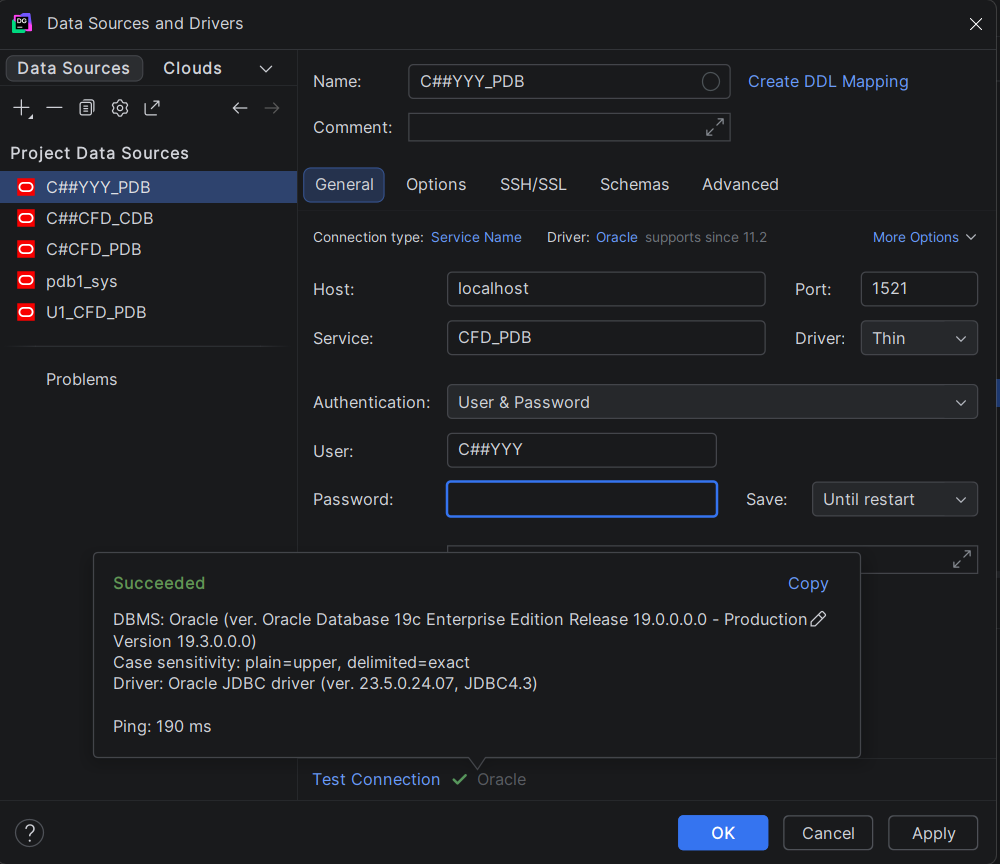 DG
Data Sources and Drivers
Data Sources
Clouds
Name:
C##YYY_PDB
Create DDL Mapping
Comment:
Project Data Sources
C##YYY_PDB
C##CFD_CDB
C#CFD_PDB
pdb1_sys
U1_CFD_PDB
Problems
General
Options
SSH/SSL
Schemas
Advanced
Connection type: Service Name
Driver: Oracle supports since 11.2
More Options
Host:
localhost
Port:
1521
Service:
CFD_PDB
Driver:
Thin
Authentication:
User & Password
User:
C##YYY
Password:
Save:
Until restart
Succeeded
Copy
DBMS: Oracle (ver. Oracle Database 19c Enterprise Edition Release 19.0.0.0.0 - Production
Version 19.3.0.0.0)
Case sensitivity: plain=upper, delimited=exact
Driver: Oracle JDBC driver (ver. 23.5.0.24.07, JDBC4.3)
Ping: 190 ms
Test Connection
Oracle
?
OK
Cancel
Apply